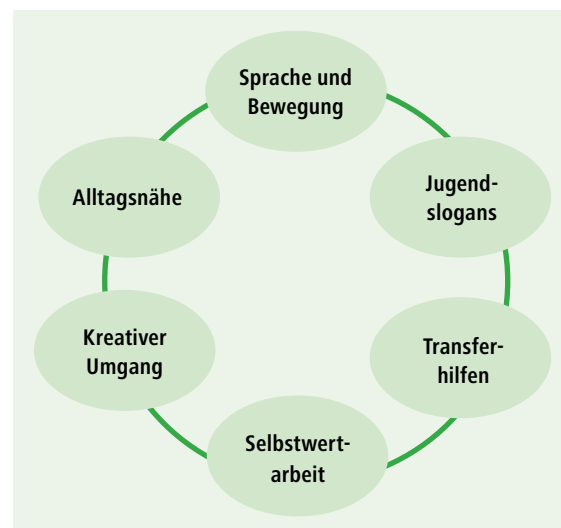 Sprache und
Bewegung
Jugend-
slogans
Transfer-
hilfen
Selbstwert-
arbeit
Kreativer
Umgang
Alltagsnähe